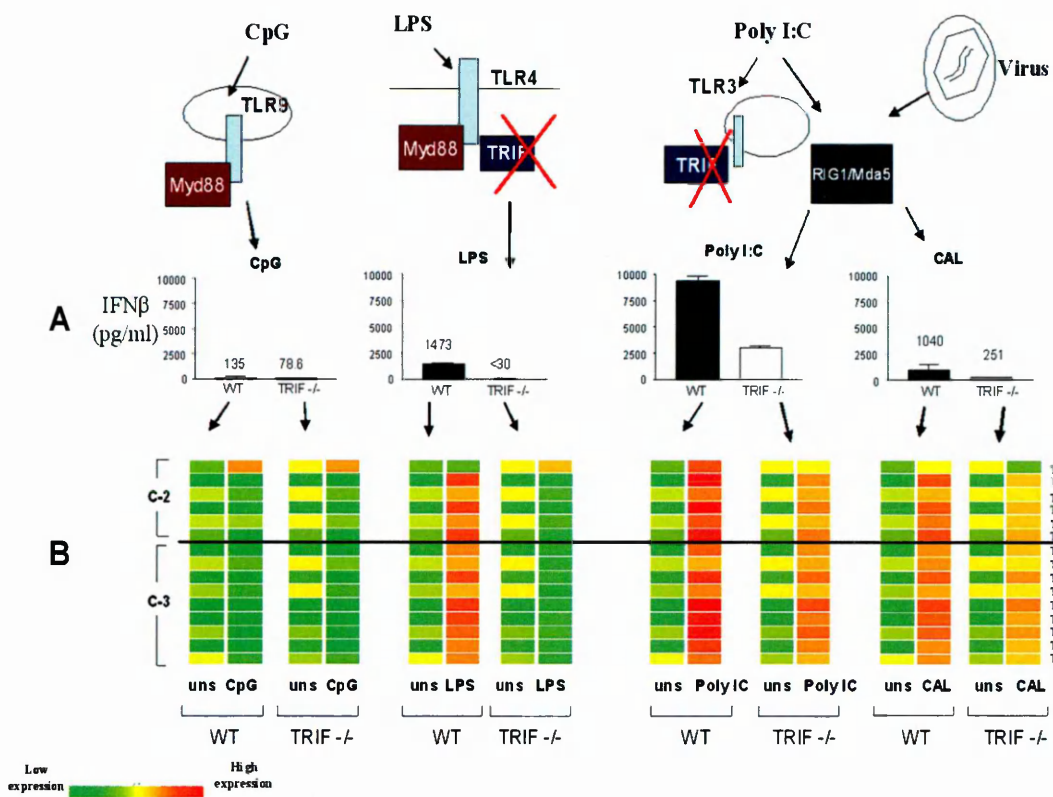 CpG
LPS
Poly I:C
Virus
TLR9
TLR4
TLR3
Myd88
Myd88
TRIF
RIG1/Mda5
A
IFNβ
(pg/ml)
CpG
10000
7500
5000
2500
0
135
78.6
WT
TRIF -/-
LPS
10000
7500
5000
2500
0
1473
<30
WT
TRIF -/-
Poly I:C
10000
7500
5000
2500
0
WT
TRIF -/-
CAL
10000
7500
5000
2500
0
1040
251
WT
TRIF -/-
B
C-2
C-3
uns CpG
uns CpG
uns LPS
uns LPS
uns Poly IC
uns Poly IC
uns CAL
uns CAL
WT
TRIF -/-
WT
TRIF -/-
WT
TRIF -/-
WT
TRIF -/-
Low
expression
High
expression